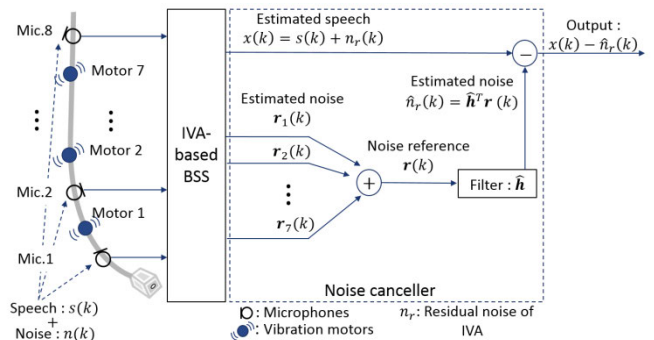 Mic.8
Motor 7
⋮
⋮
Motor 2
Mic.2
Motor 1
Mic.1
Speech : s(k)
+
Noise : n(k)
IVA-
based
BSS
Estimated speech
x(k) = s(k) + n_r(k)
Estimated noise
r_1(k)
r_2(k)
⋮
r_7(k)
+
Noise reference
r(k)
Filter : ĥ
Estimated noise
n̂_r(k) = ĥ^T r (k)
−
Output :
x(k) − n̂_r(k)
Noise canceller
: Microphones
: Vibration motors
n_r: Residual noise of
IVA